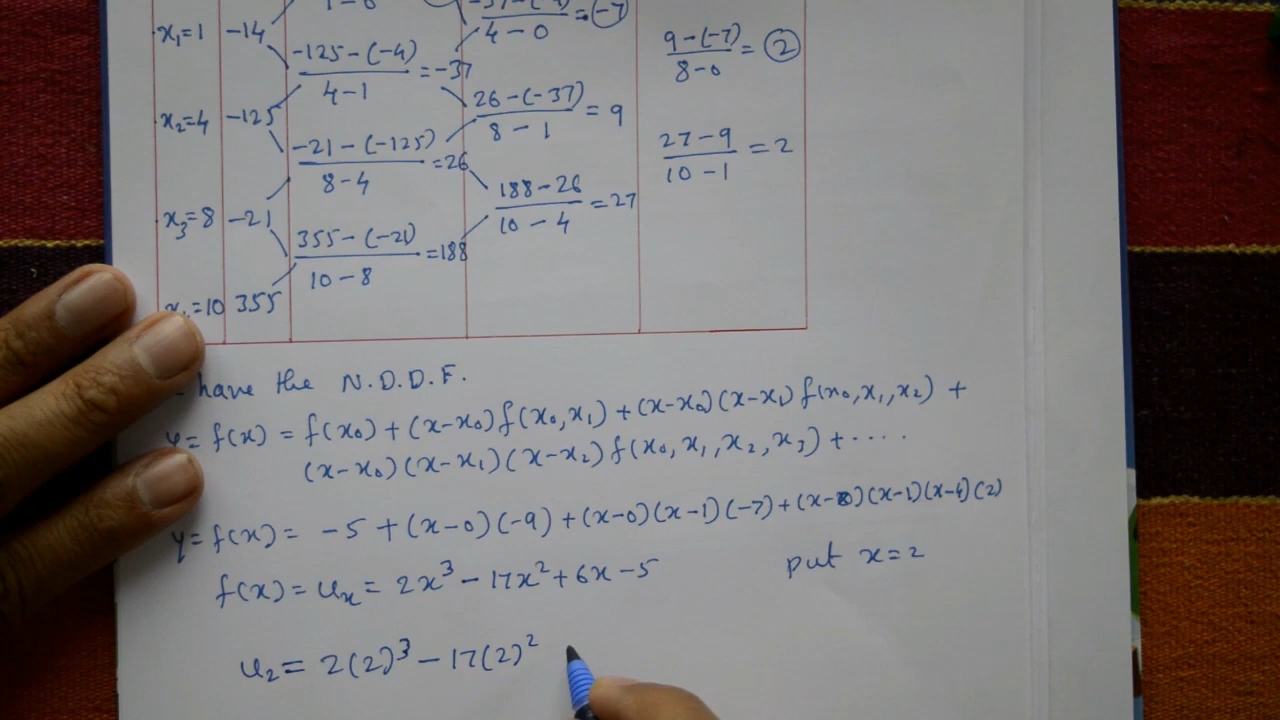 x₁=1 -14 4-0 = -7
-125-(-4) / 4-1 = -37 9-(-7) / 8-0 = 2
x₂=4 -125 26-(-37) / 8-1 = 9
-21-(-125) / 8-4 = 26 27-9 / 10-1 = 2
x₃=8 -21 188-26 / 10-4 = 27
355-(-21) / 10-8 = 188
=10 355
have the N.D.D.F.
y= f(x) = f(x₀) + (x-x₀) f(x₀,x₁) + (x-x₀)(x-x₁) f(x₀,x₁,x₂) +
(x-x₀)(x-x₁)(x-x₂) f(x₀,x₁,x₂,x₃) + ....
y= f(x) = -5 + (x-0)(-9) + (x-0)(x-1)(-7) + (x-0)(x-1)(x-4)(2)
f(x) = uₓ = 2x³ - 17x² + 6x - 5 put x=2
u₂ = 2(2)³ - 17(2)²